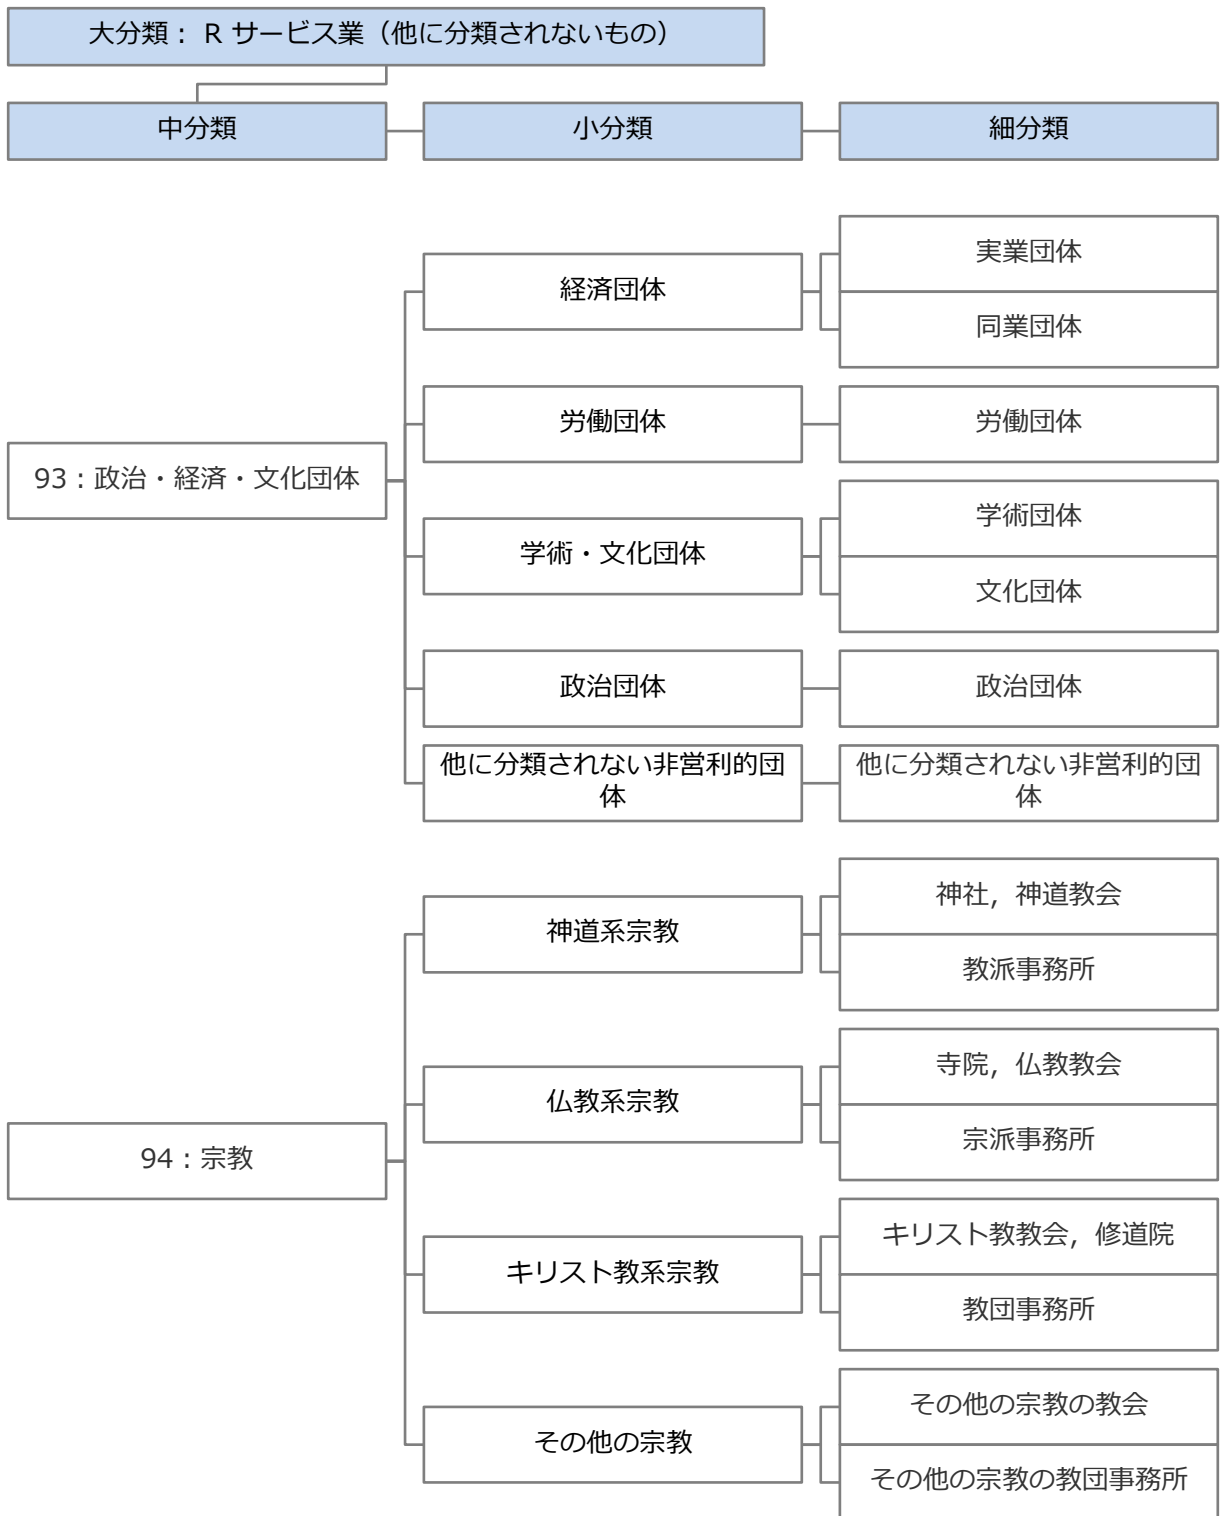 大分類： R サービス業（他に分類されないもの）
中分類
小分類
細分類
93：政治・経済・文化団体
経済団体
実業団体
同業団体
労働団体
労働団体
学術・文化団体
学術団体
文化団体
政治団体
政治団体
他に分類されない非営利的団
体
他に分類されない非営利的団
体
94：宗教
神道系宗教
神社，神道教会
教派事務所
仏教系宗教
寺院，仏教教会
宗派事務所
キリスト教系宗教
キリスト教教会，修道院
教団事務所
その他の宗教
その他の宗教の教会
その他の宗教の教団事務所